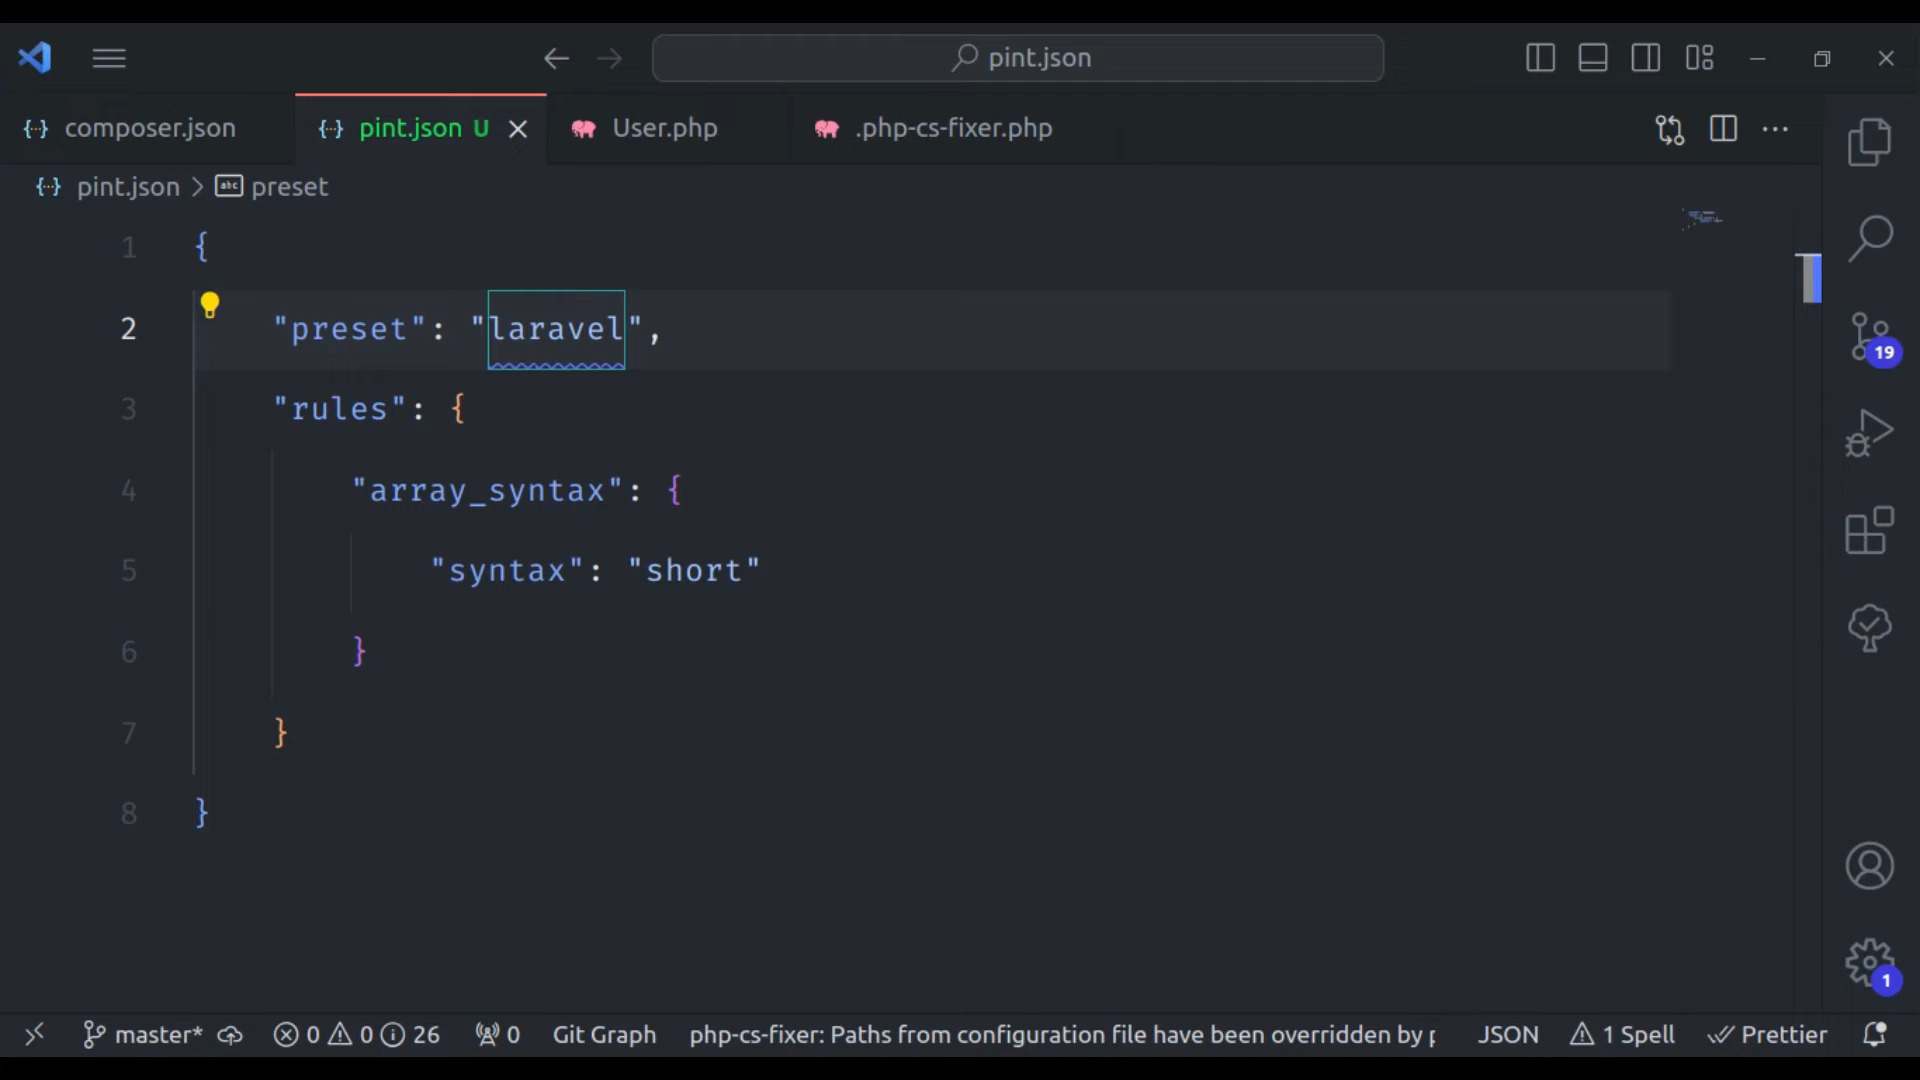 pint.json
composer.json
pint.json U
User.php
.php-cs-fixer.php
pint.json > abc preset
1 {
2 "preset": "laravel",
3 "rules": {
4 "array_syntax": {
5 "syntax": "short"
6 }
7 }
8 }
19
1
master* 0 0 26 0 Git Graph php-cs-fixer: Paths from configuration file have been overridden by JSON 1 Spell Prettier